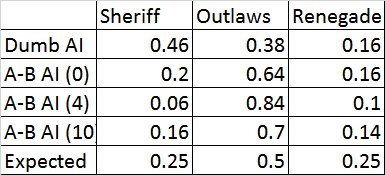 Sheriff Outlaws Renegade
Dumb AI 0.46 0.38 0.16
A-B AI (0) 0.2 0.64 0.16
A-B AI (4) 0.06 0.84 0.1
A-B AI (10) 0.16 0.7 0.14
Expected 0.25 0.5 0.25